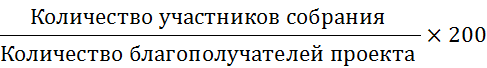 Количество участников собрания
× 200
Количество благополучателей проекта